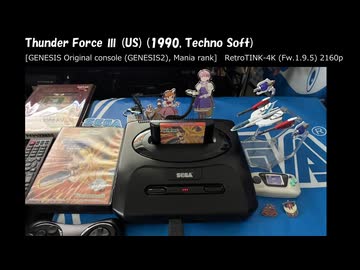 Thunder Force III (US) (1990, Techno Soft)
[GENESIS Original console (GENESIS2), Mania rank] RetroTINK-4K (Fw.1.9.5) 2160p
SEGA